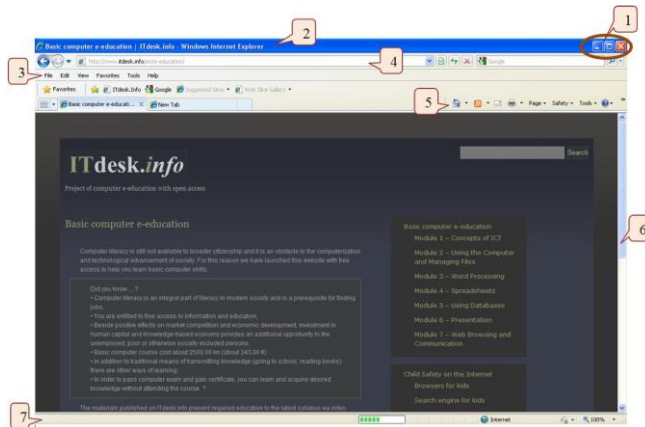 1
2
Basic computer e-education | ITdesk.info - Windows Internet Explorer
http://www.itdesk.info/en/e-education/
4
Google
3
File Edit View Favorites Tools Help
Favorites ITdesk.Info Google Suggested Sites Web Slice Gallery
Basic computer e-educati... X New Tab
5
Page Safety Tools
ITdesk.info
Search
Project of computer e-education with open access
6
Basic computer e-education
Computer literacy is still not available to broader citizenship and it is an obstacle to the computerization
and technological advancement of society. For this reason we have launched this website with free
access to help you learn basic computer skills.
Did you know ...?
• Computer literacy is an integral part of literacy in modern society and is a prerequisite for finding
jobs,
• You are entitled to free access to information and education.
• Beside positive effects on market competition and economic development, investment in
human capital and knowledge-based economy provides an additional opportunity to the
unemployed, poor or otherwise socially excluded persons,
• Basic computer course cost about 2500.00 kn (about 343.00 €)
• In addition to traditional means of transmitting knowledge (going to school, reading books)
there are other ways of learning,
• In order to pass computer exam and gain certificate, you can learn and acquire desired
knowledge without attending the course ?
The materials published on ITdesk.info present required education to the latest syllabus via video
Basic computer e-education
Module 1 – Concepts of ICT
Module 2 – Using the Computer
and Managing Files
Module 3 – Word Processing
Module 4 – Spreadsheets
Module 5 – Using Databases
Module 6 – Presentation
Module 7 – Web Browsing and
Communication
Child Safety on the Internet
Browsers for kids
Search engine for kids
7
Internet
100%